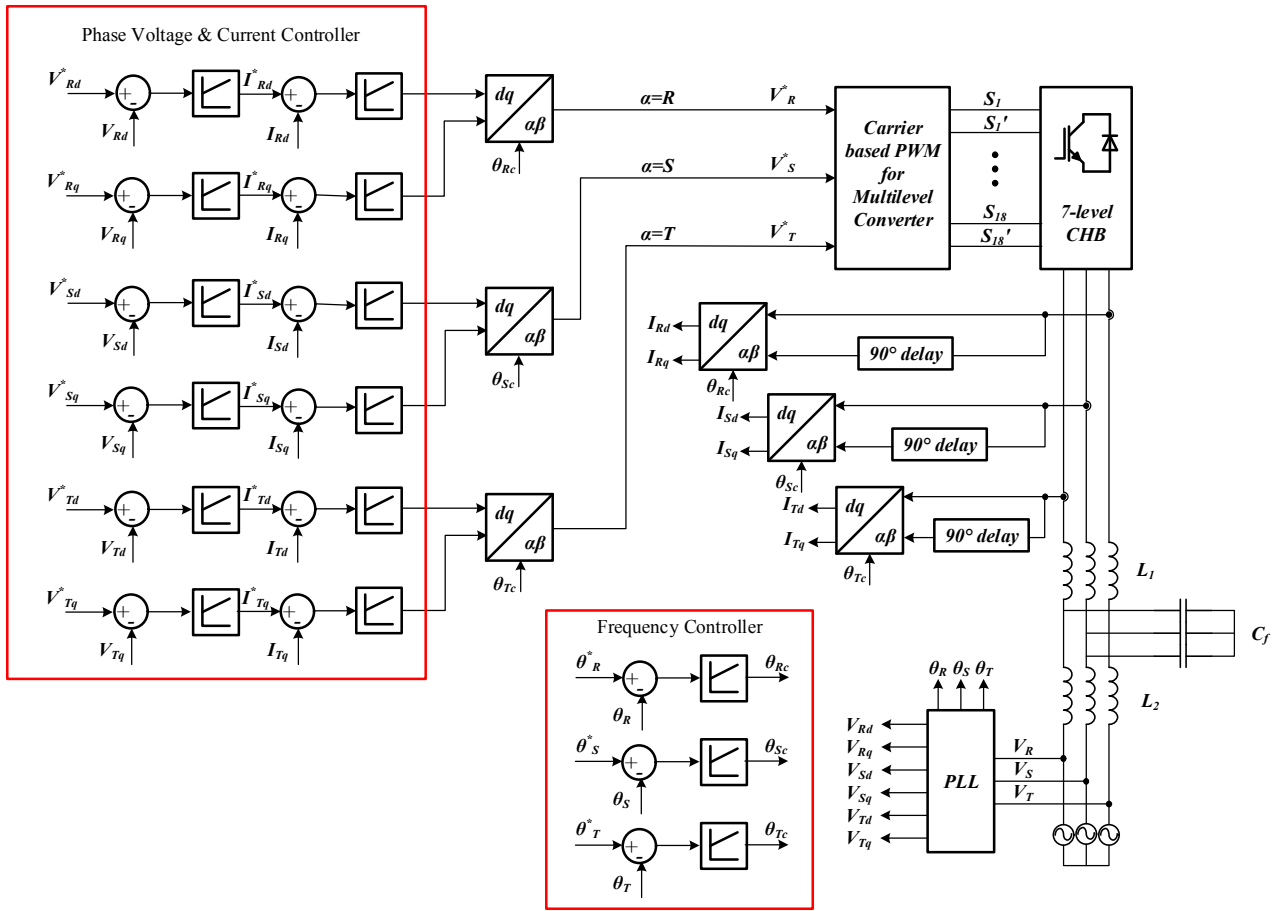 Phase Voltage & Current Controller
V*Rd
I*Rd
VRd
IRd
V*Rq
I*Rq
VRq
IRq
V*Sd
I*Sd
VSd
ISd
V*Sq
I*Sq
VSq
ISq
V*Td
I*Td
VTd
ITd
V*Tq
I*Tq
VTq
ITq
dq
αβ
θRc
dq
αβ
θSc
dq
αβ
θTc
α=R
V*R
α=S
V*S
α=T
V*T
Carrier
based PWM
for
Multilevel
Converter
S1
S1'
S18
S18'
7-level
CHB
IRd
IRq
dq
αβ
θRc
90° delay
ISd
ISq
dq
αβ
θSc
90° delay
ITd
ITq
dq
αβ
θTc
90° delay
L1
Cf
L2
Frequency Controller
θ*R
θR
θRc
θ*S
θS
θSc
θ*T
θT
θTc
θR θS θT
VRd
VRq
VSd
VSq
VTd
VTq
PLL
VR
VS
VT